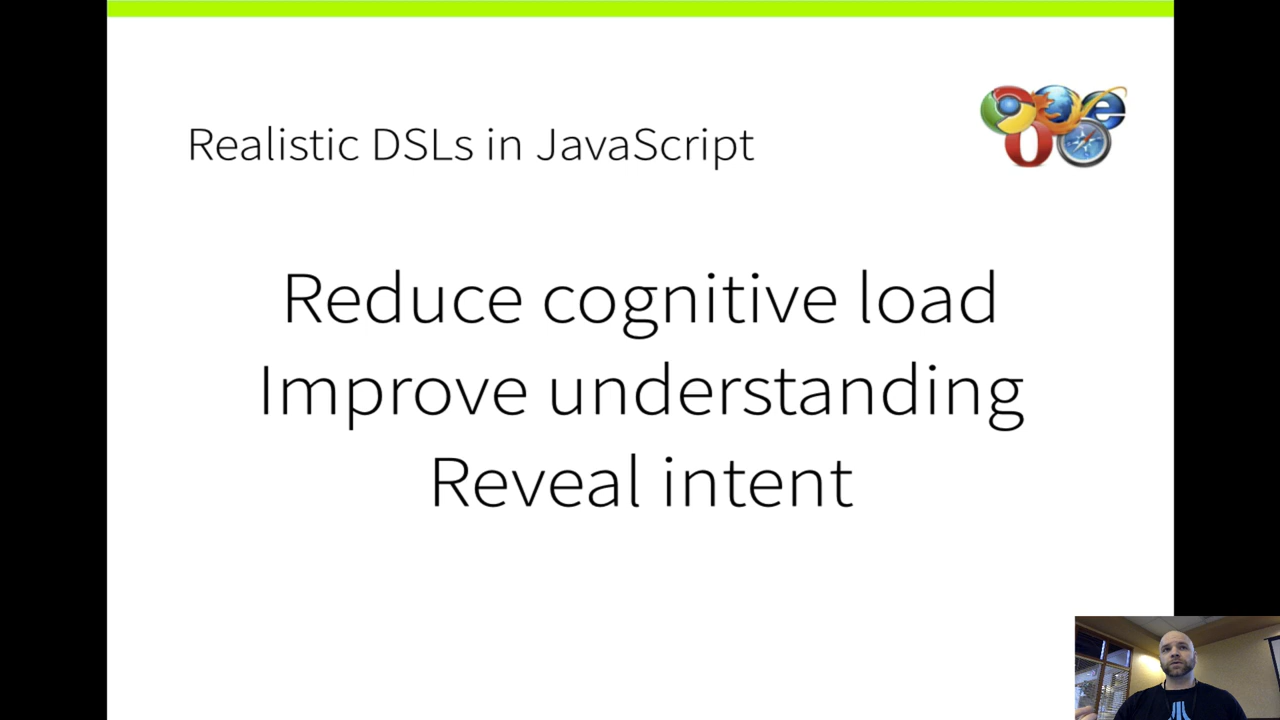 Realistic DSLs in JavaScript
Reduce cognitive load
Improve understanding
Reveal intent